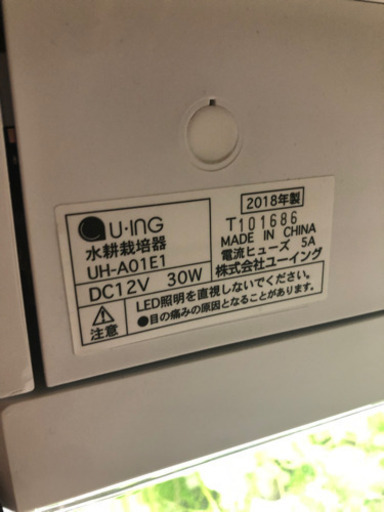 U·ING
水耕栽培器
UH-A01E1
DC12V 30W
2018年製
T101686
MADE IN CHINA
電流ヒューズ 5A
株式会社ユーイング
注意
LED照明を直視しないでください。
●目の痛みの原因となることがあります。